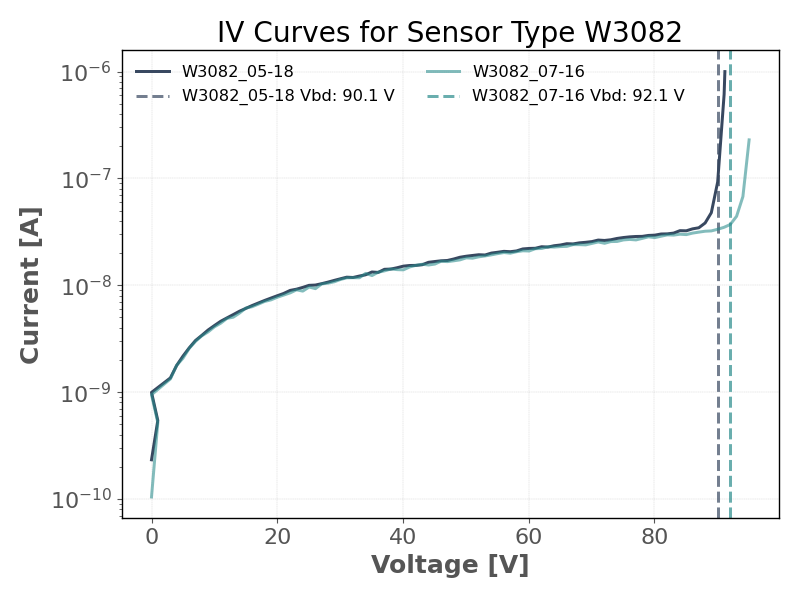 IV Curves for Sensor Type W3082
W3082_05-18
W3082_05-18 Vbd: 90.1 V
W3082_07-16
W3082_07-16 Vbd: 92.1 V
Current [A]
10⁻⁶
10⁻⁷
10⁻⁸
10⁻⁹
10⁻¹⁰
0 20 40 60 80
Voltage [V]